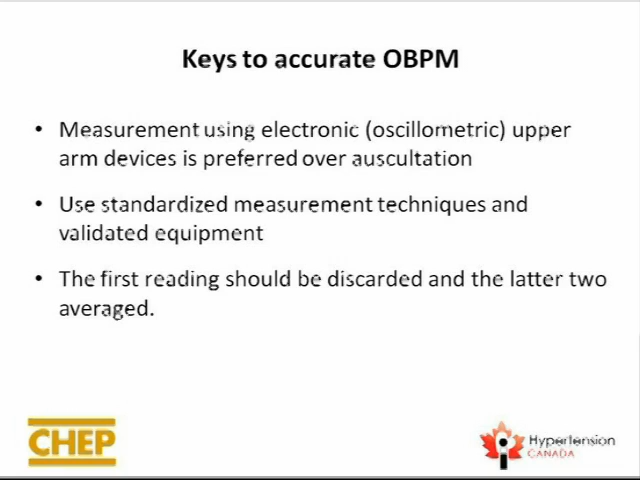 Keys to accurate OBPM
• Measurement using electronic (oscillometric) upper
arm devices is preferred over auscultation
• Use standardized measurement techniques and
validated equipment
• The first reading should be discarded and the latter two
averaged.
CHEP
Hypertension
CANADA